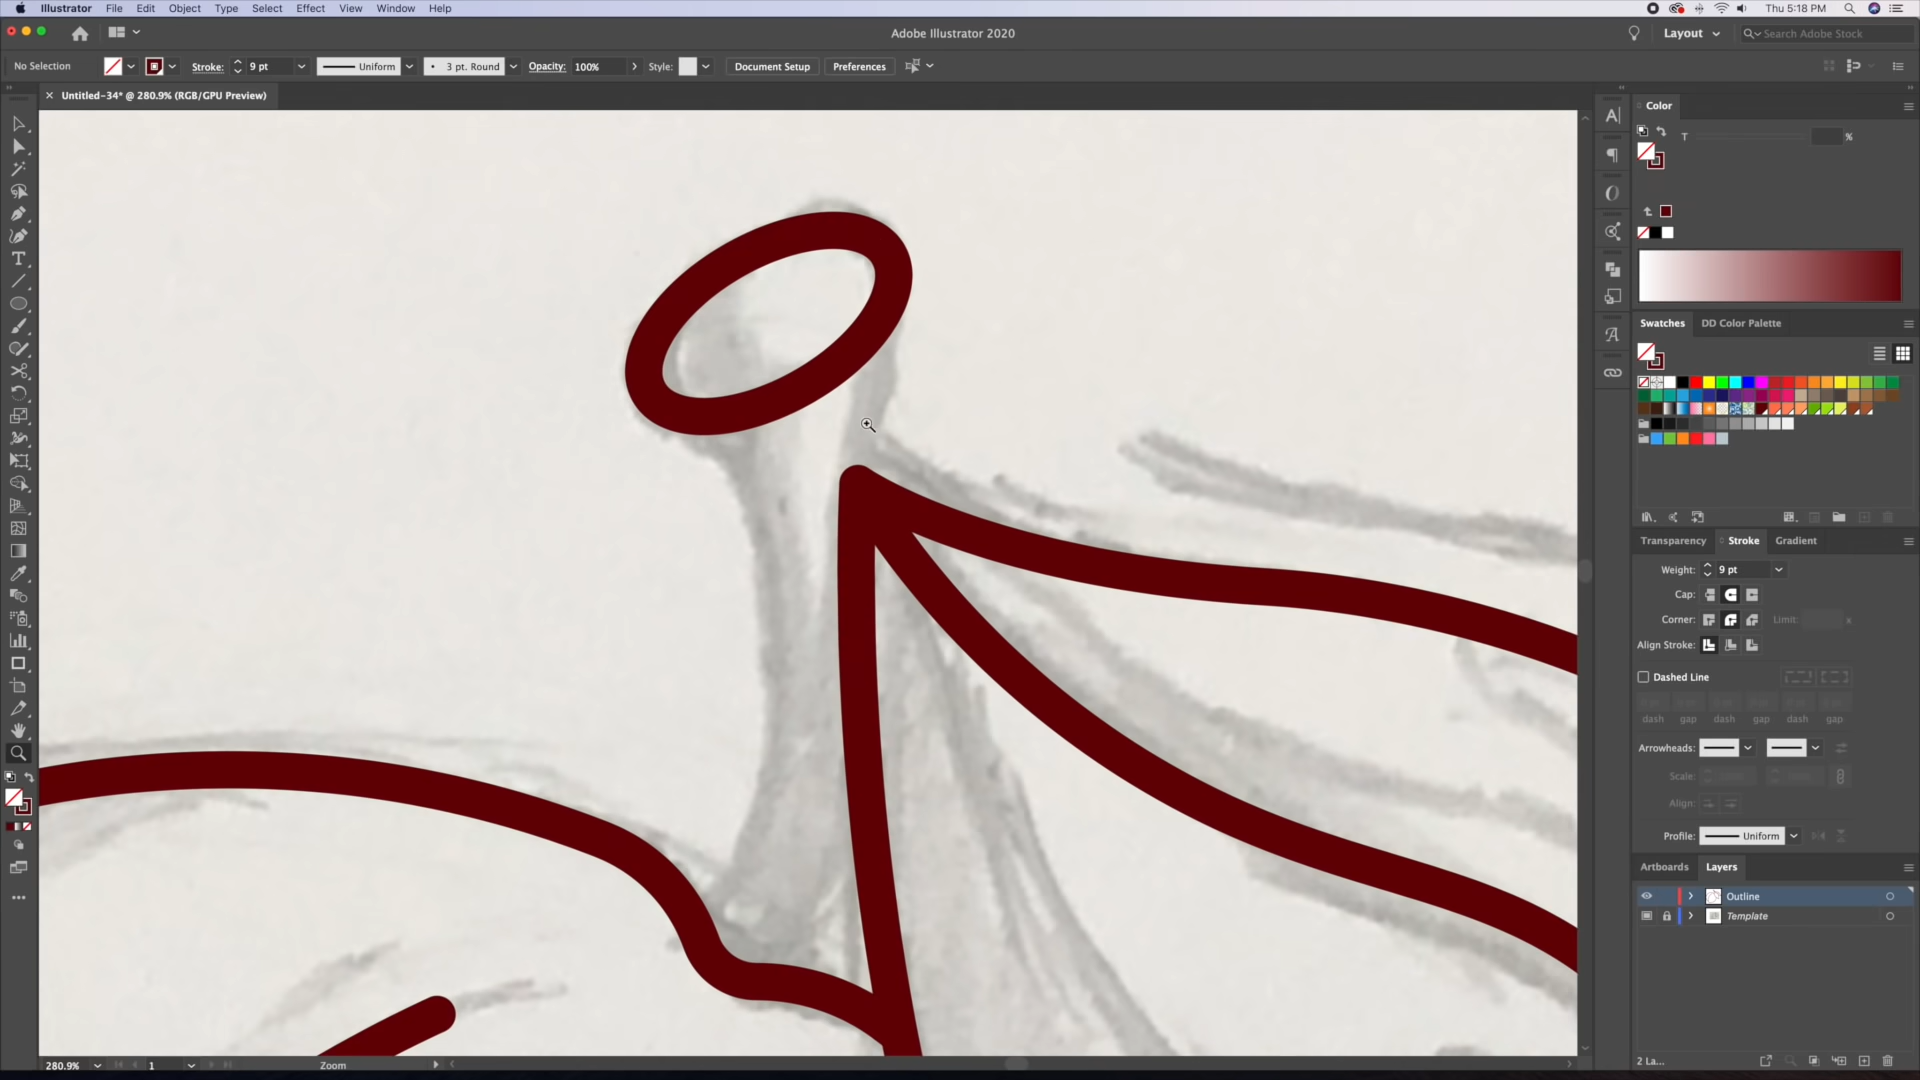 Illustrator File Edit Object Type Select Effect View Window Help Thu 5:18 PM
Adobe Illustrator 2020 Layout Search Adobe Stock
No Selection Stroke: 9 pt Uniform 3 pt. Round Opacity: 100% Style: Document Setup Preferences
Untitled-34* @ 280.9% (RGB/GPU Preview)
Color
T %
Swatches DD Color Palette
Transparency Stroke Gradient
Weight: 9 pt
Cap:
Corner: Limit: x
Align Stroke:
Dashed Line
dash gap dash gap dash gap
Arrowheads:
Scale:
Align:
Profile: Uniform
Artboards Layers
Outline
Template
2 La...
280.9% 1 Zoom